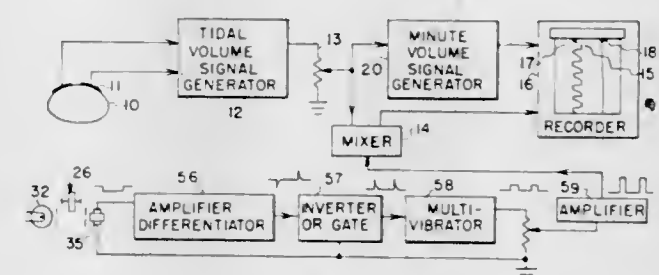 TIDAL
VOLUME
SIGNAL
GENERATOR
12
13
20
MINUTE
VOLUME
SIGNAL
GENERATOR
17
16
18
15
RECORDER
11
10
MIXER
14
26
32
35
56
AMPLIFIER
DIFFERENTIATOR
57
INVERTER
OR GATE
58
MULTI-
VIBRATOR
59
AMPLIFIER